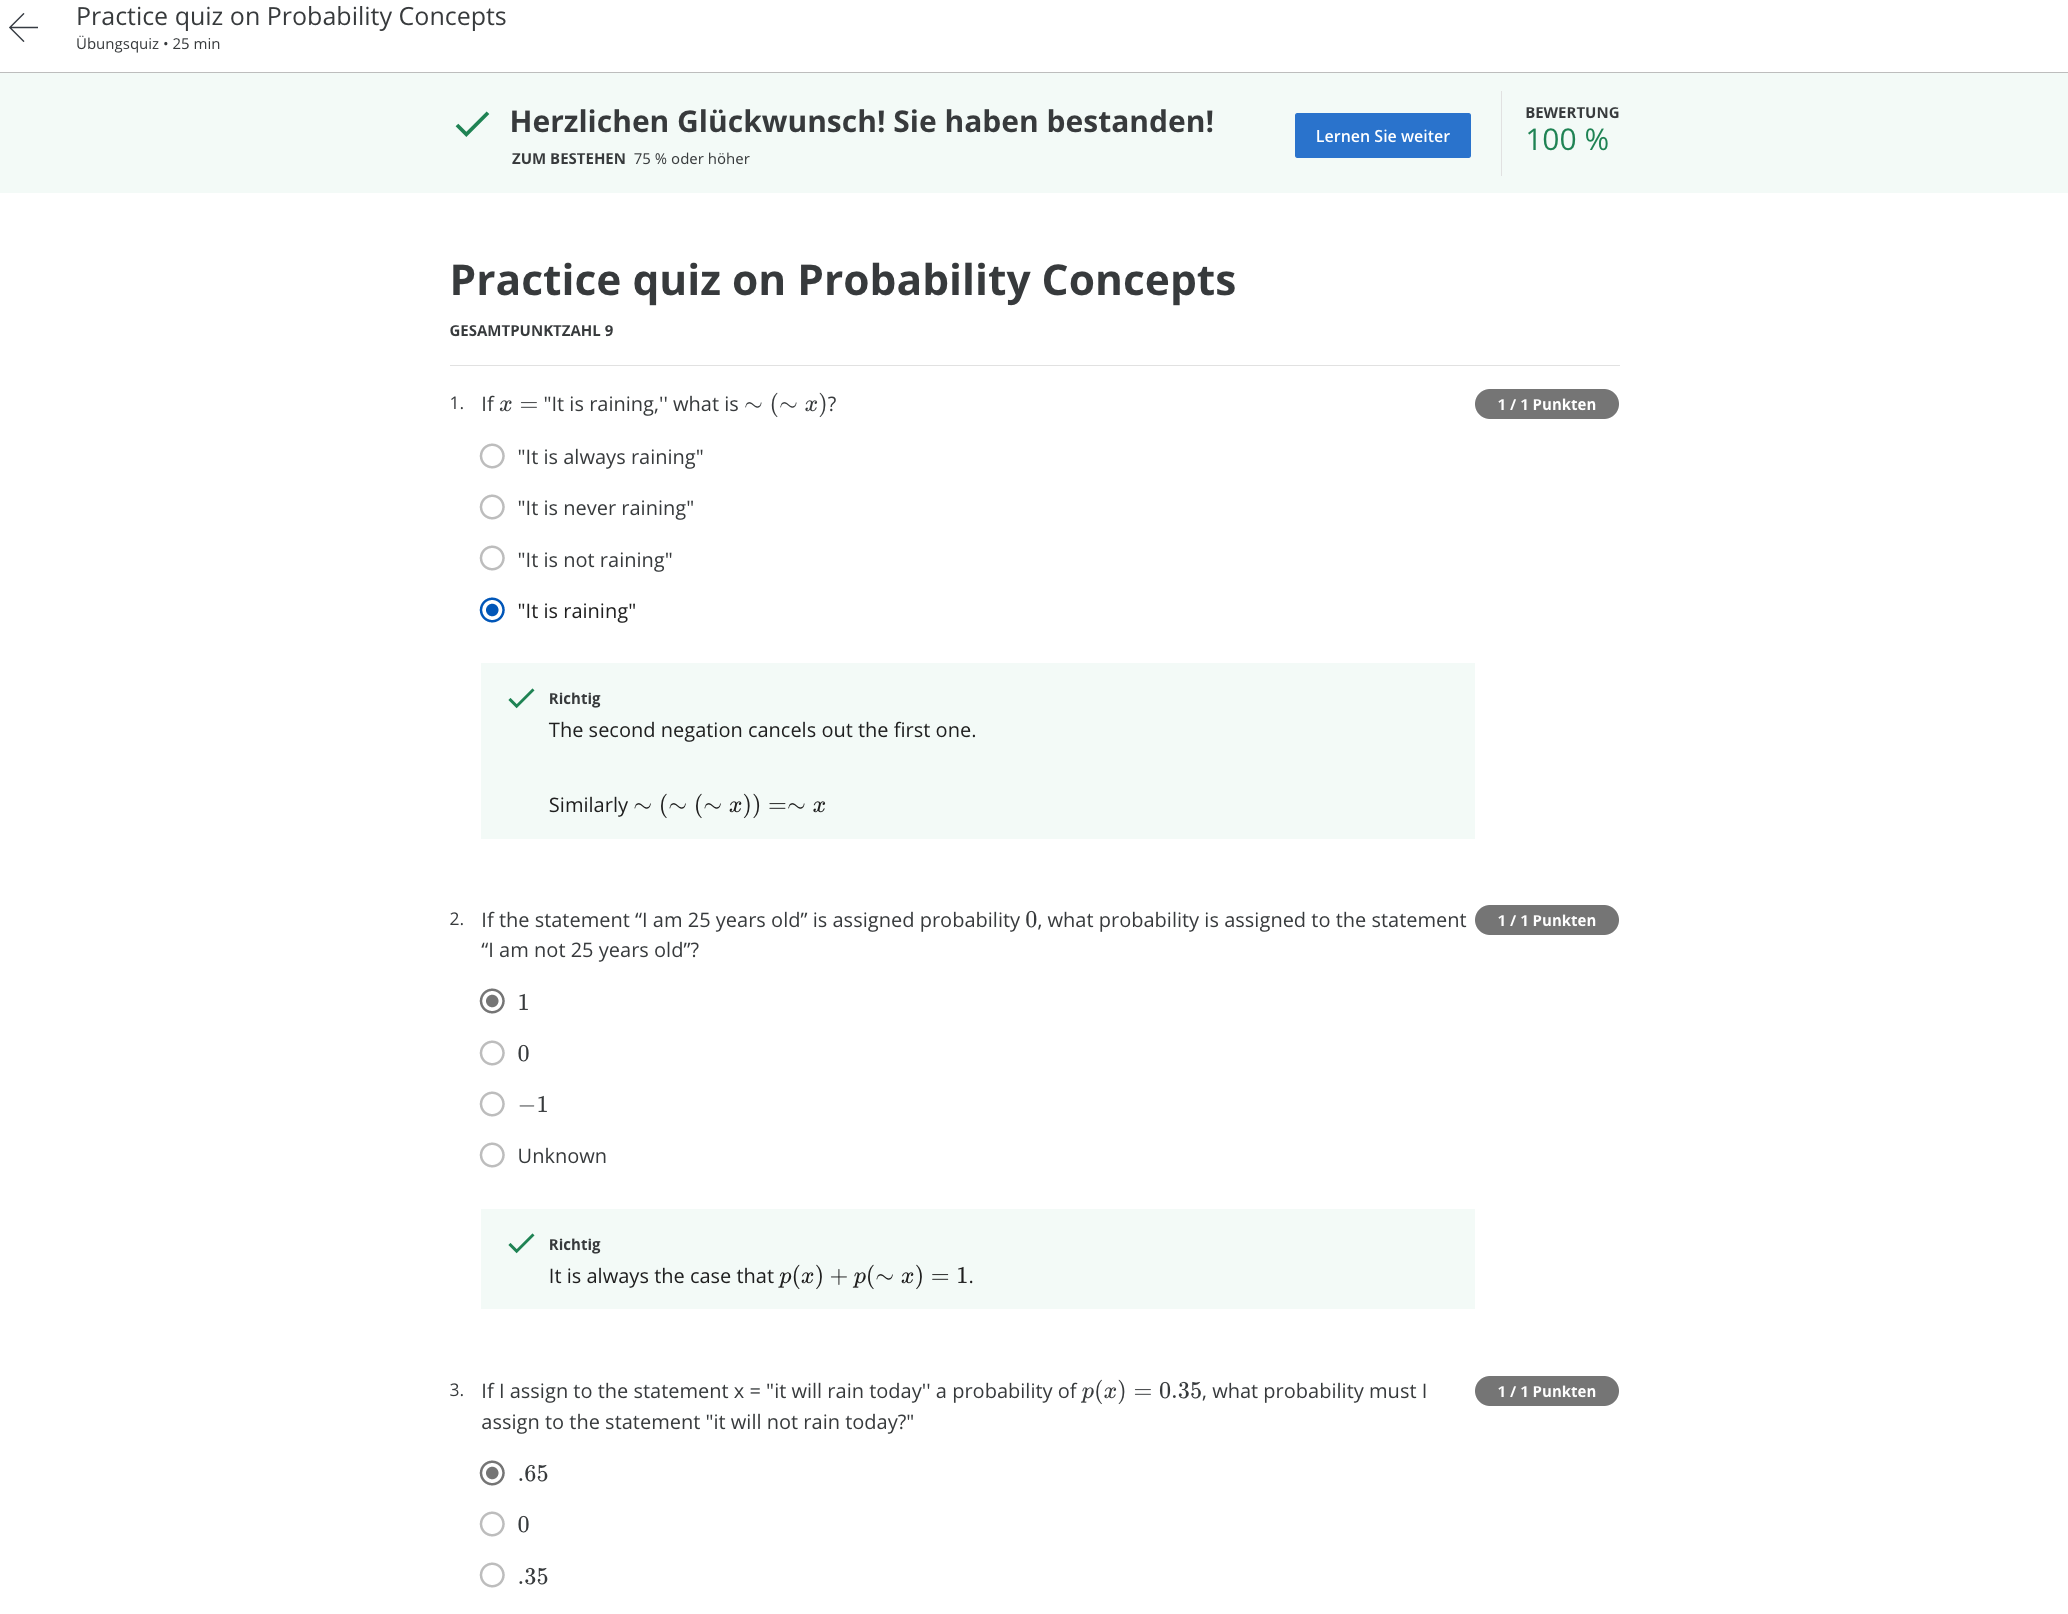 Practice quiz on Probability Concepts
Übungsquiz • 25 min
Herzlichen Glückwunsch! Sie haben bestanden!
ZUM BESTEHEN 75 % oder höher
Lernen Sie weiter
BEWERTUNG
100 %
Practice quiz on Probability Concepts
GESAMTPUNKTZAHL 9
1. If x = "It is raining,'' what is ∼ (∼ x)?
1 / 1 Punkten
"It is always raining"
"It is never raining"
"It is not raining"
"It is raining"
Richtig
The second negation cancels out the first one.
Similarly ∼ (∼ (∼ x)) =∼ x
2. If the statement “I am 25 years old” is assigned probability 0, what probability is assigned to the statement
1 / 1 Punkten
“I am not 25 years old”?
1
0
−1
Unknown
Richtig
It is always the case that p(x) + p(∼ x) = 1.
3. If I assign to the statement x = "it will rain today'' a probability of p(x) = 0.35, what probability must I
1 / 1 Punkten
assign to the statement "it will not rain today?"
.65
0
.35